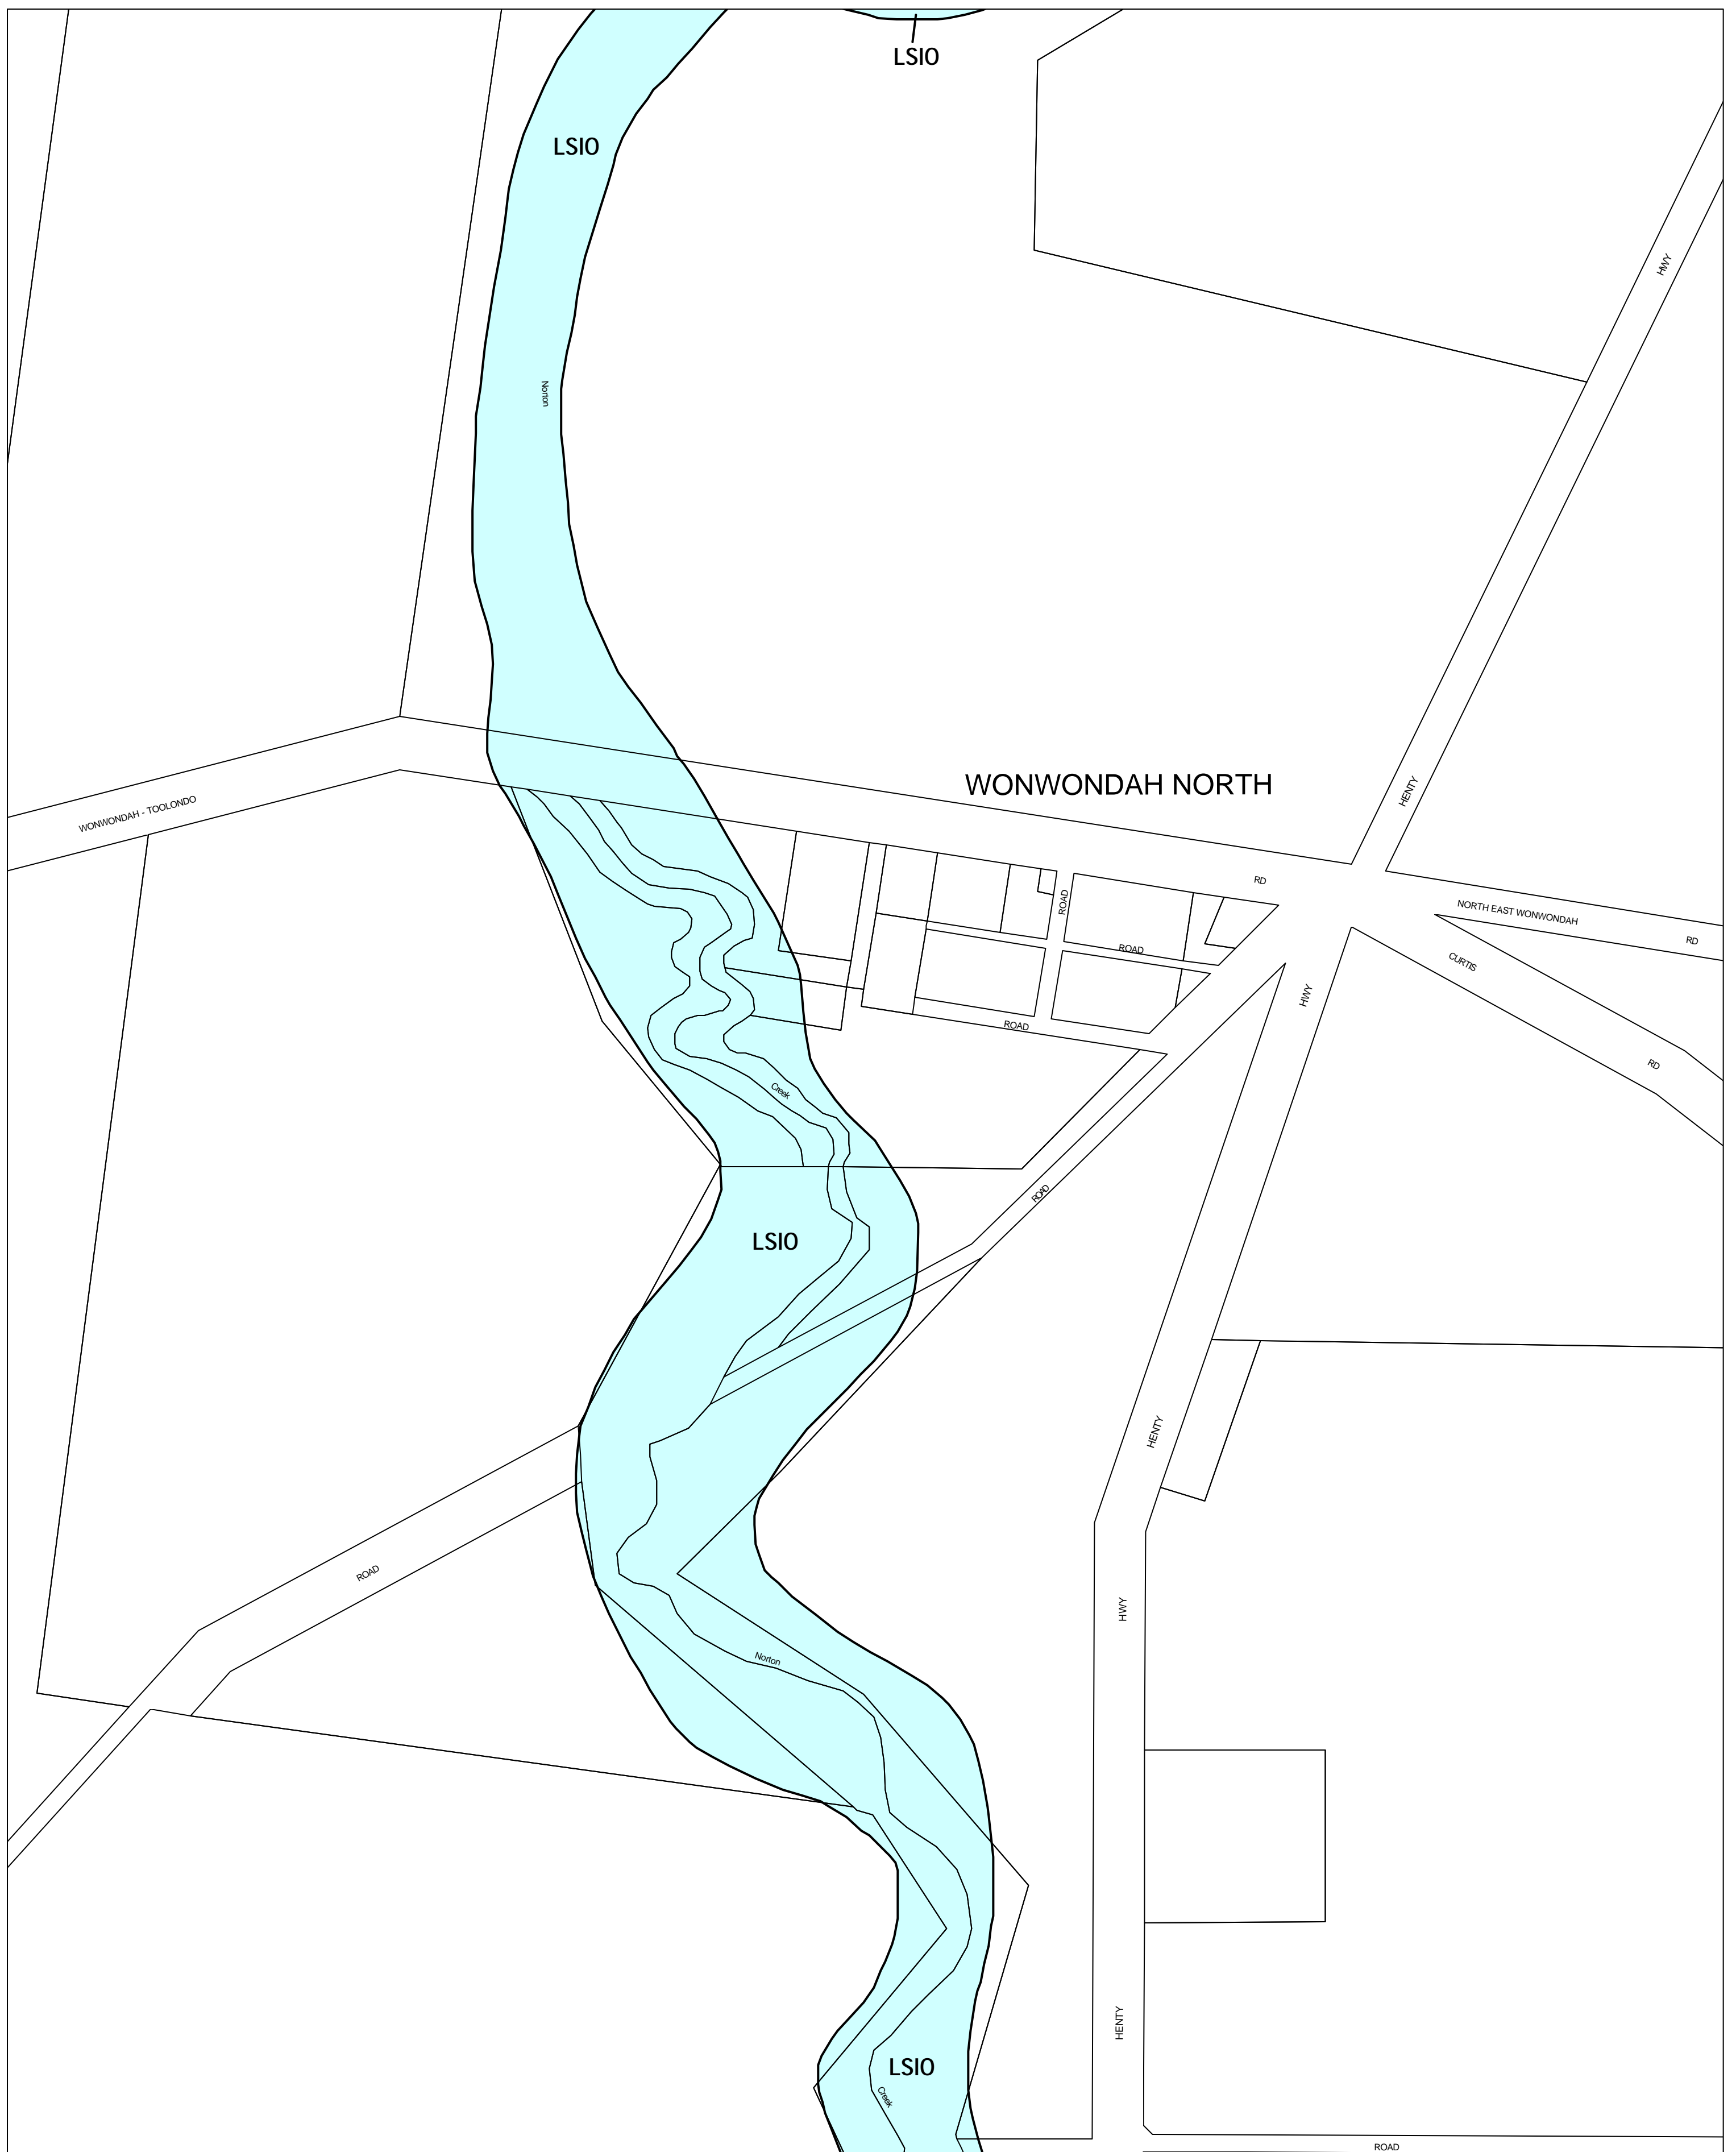 LSIO
LSIO
HWY
Norton
WONWONDAH NORTH
HENTY
WONWONDAH - TOOLONDO
RD
ROAD
NORTH EAST WONWONDAH
RD
ROAD
CURTIS
HWY
ROAD
RD
Creek
ROAD
LSIO
HENTY
ROAD
HWY
Norton
HENTY
LSIO
Creek
ROAD